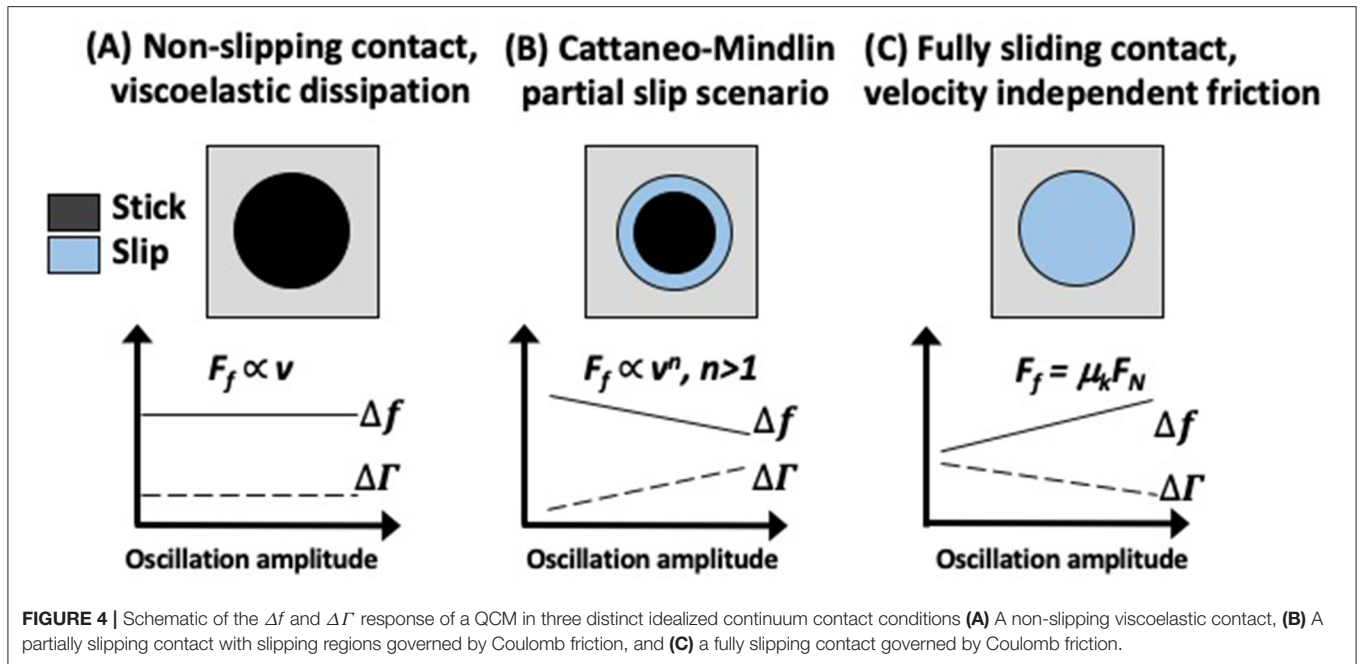 (A) Non-slipping contact,
viscoelastic dissipation
(B) Cattaneo-Mindlin
partial slip scenario
(C) Fully sliding contact,
velocity independent friction
Stick
Slip
F_f ∝ v
Δf
ΔΓ
Oscillation amplitude
F_f ∝ vⁿ, n>1
Δf
ΔΓ
Oscillation amplitude
F_f = μ_kF_N
Δf
ΔΓ
Oscillation amplitude
FIGURE 4 | Schematic of the Δf and ΔΓ response of a QCM in three distinct idealized continuum contact conditions (A) A non-slipping viscoelastic contact, (B) A
partially slipping contact with slipping regions governed by Coulomb friction, and (C) a fully slipping contact governed by Coulomb friction.